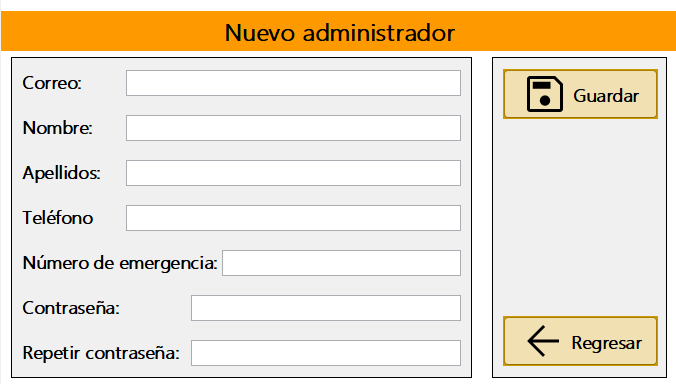 Nuevo administrador
Correo:
Nombre:
Apellidos:
Teléfono
Número de emergencia:
Contraseña:
Repetir contraseña:
Guardar
Regresar